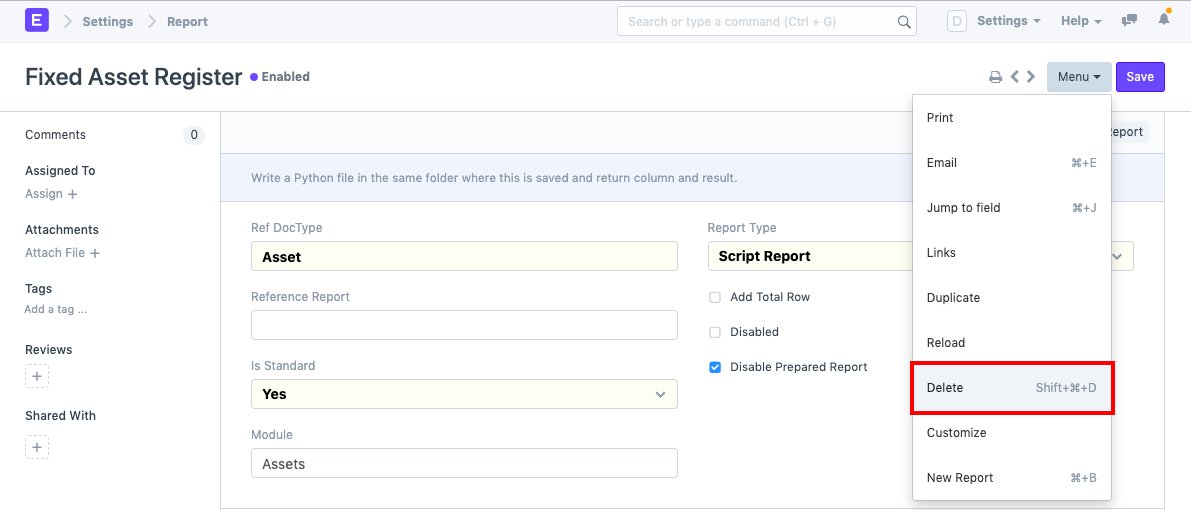 E Settings Report Search or type a command (Ctrl + G) D Settings Help
Fixed Asset Register Enabled Menu Save
Comments 0
Assigned To
Assign +
Attachments
Attach File +
Tags
Add a tag ...
Reviews
+
Shared With
+
Write a Python file in the same folder where this is saved and return column and result.
Ref DocType
Asset
Reference Report
Is Standard
Yes
Module
Assets
Report Type
Script Report
Add Total Row
Disabled
Disable Prepared Report
Print
Email ⌘+E
Jump to field ⌘+J
Links
Duplicate
Reload
Delete Shift+⌘+D
Customize
New Report ⌘+B